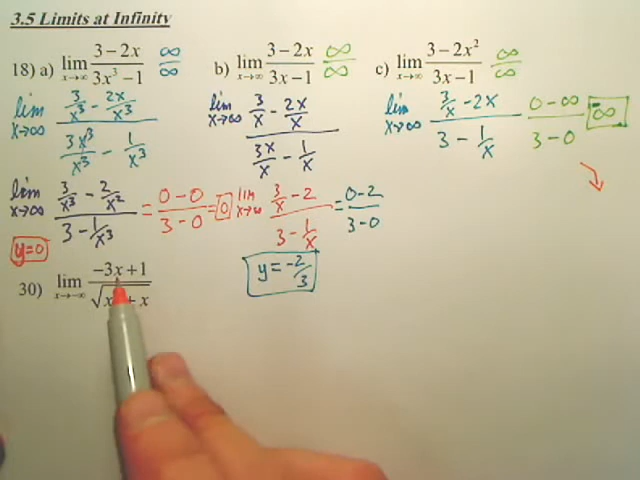 3.5 Limits at Infinity
18) a) lim x→∞ (3 − 2x)/(3x³ − 1) ∞/∞
lim x→∞ (3/x³ − 2x/x³)/(3x³/x³ − 1/x³)
lim x→∞ (3/x³ − 2/x²)/(3 − 1/x³) = (0 − 0)/(3 − 0) = 0
y=0
b) lim x→∞ (3 − 2x)/(3x − 1) ∞/∞
lim x→∞ (3/x − 2x/x)/(3x/x − 1/x)
lim x→∞ (3/x − 2)/(3 − 1/x) = (0 − 2)/(3 − 0)
y = −2/3
c) lim x→∞ (3 − 2x²)/(3x − 1) ∞/∞
lim x→∞ (3/x − 2x)/(3 − 1/x) (0 − ∞)/(3 − 0) -∞
30) lim x→−∞ (−3x + 1)/√(x + x)